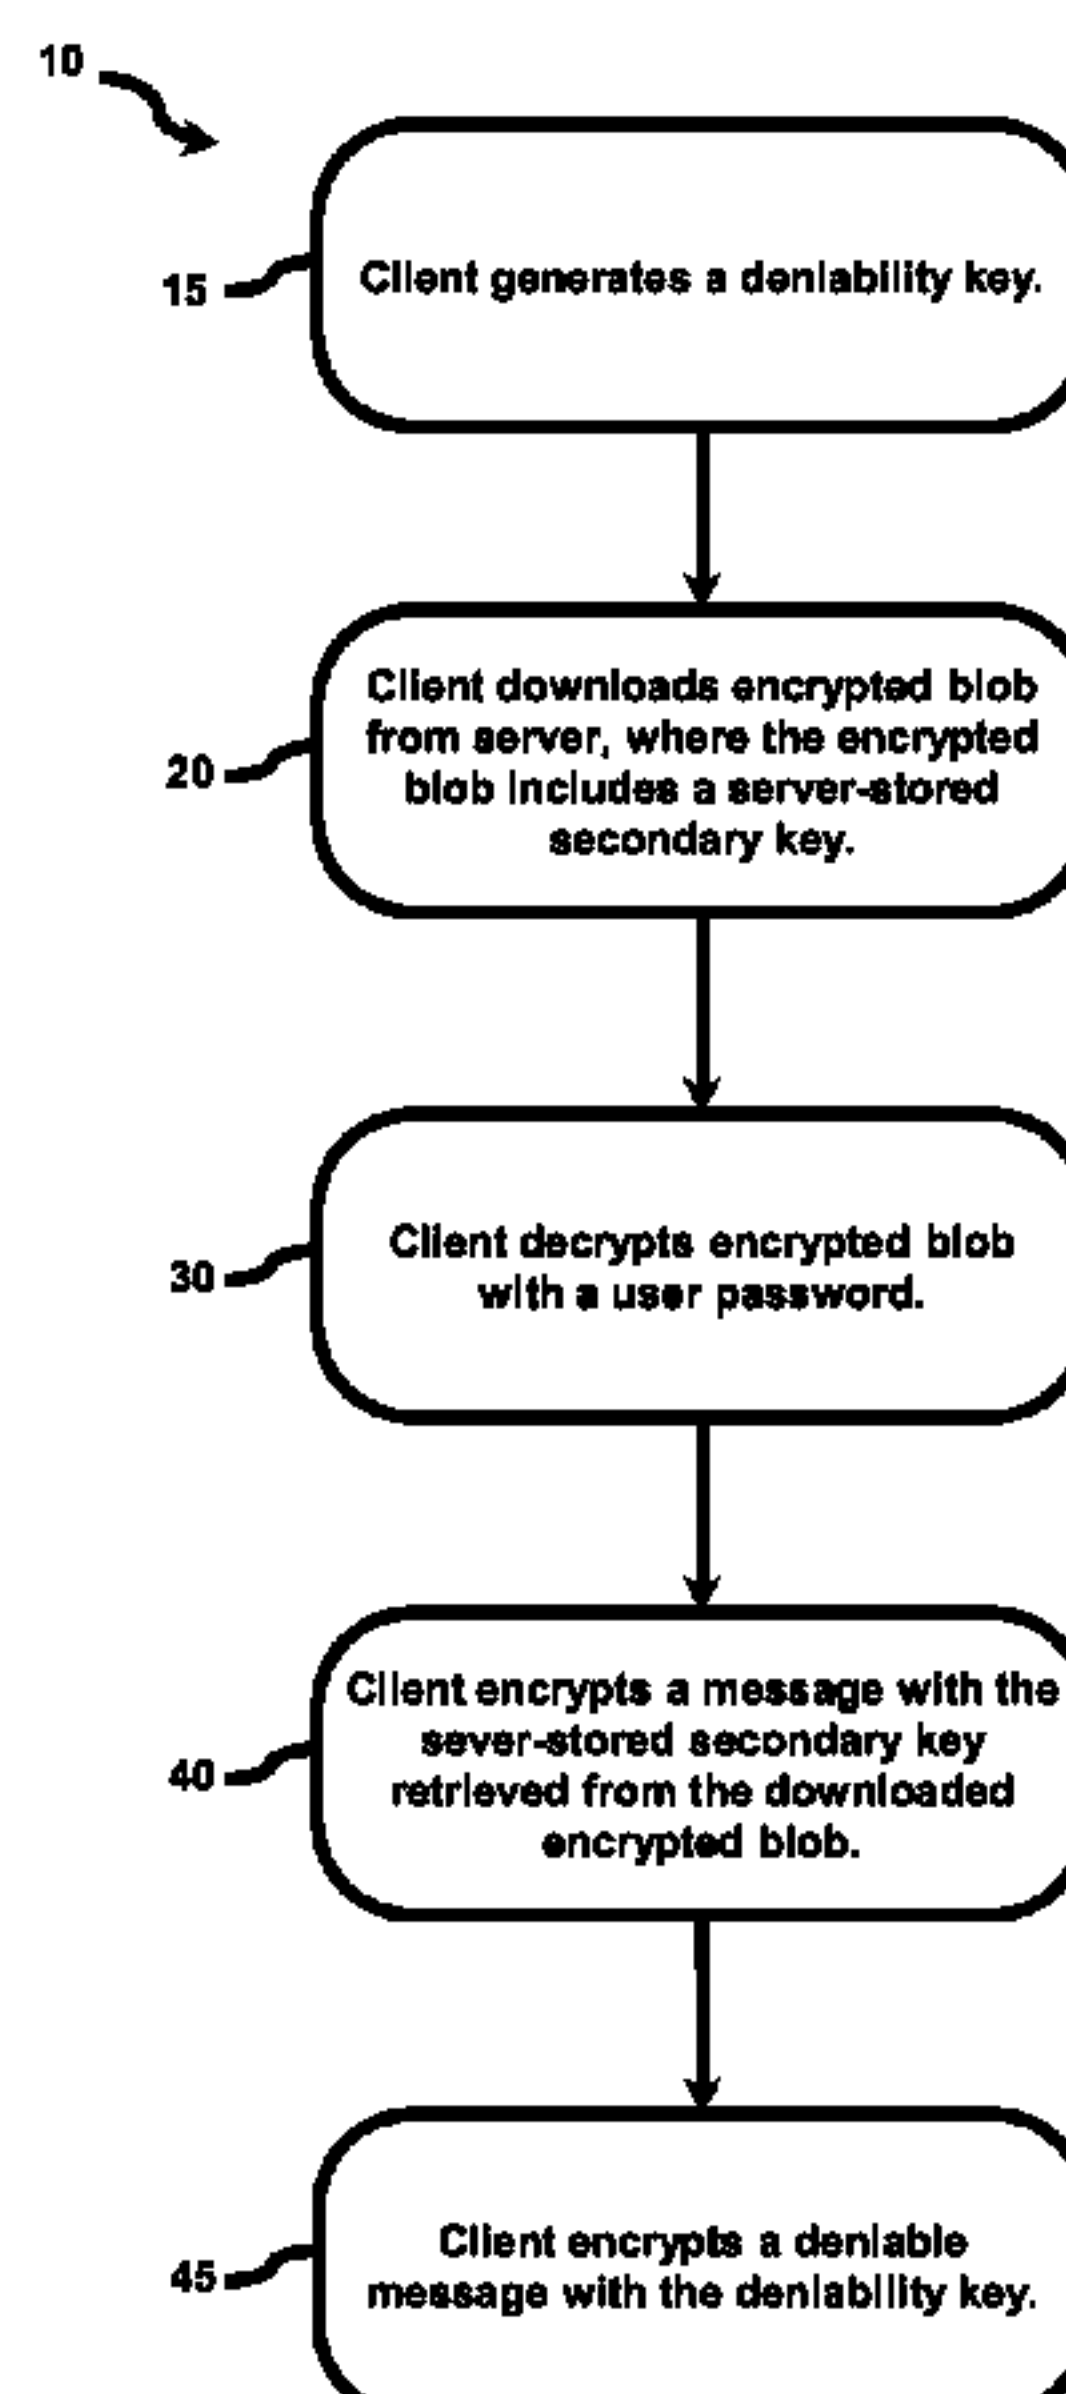 10
15
Client generates a deniability key.
20
Client downloads encrypted blob
from server, where the encrypted
blob includes a server-stored
secondary key.
30
Client decrypts encrypted blob
with a user password.
40
Client encrypts a message with the
sever-stored secondary key
retrieved from the downloaded
encrypted blob.
45
Client encrypts a deniable
message with the deniability key.